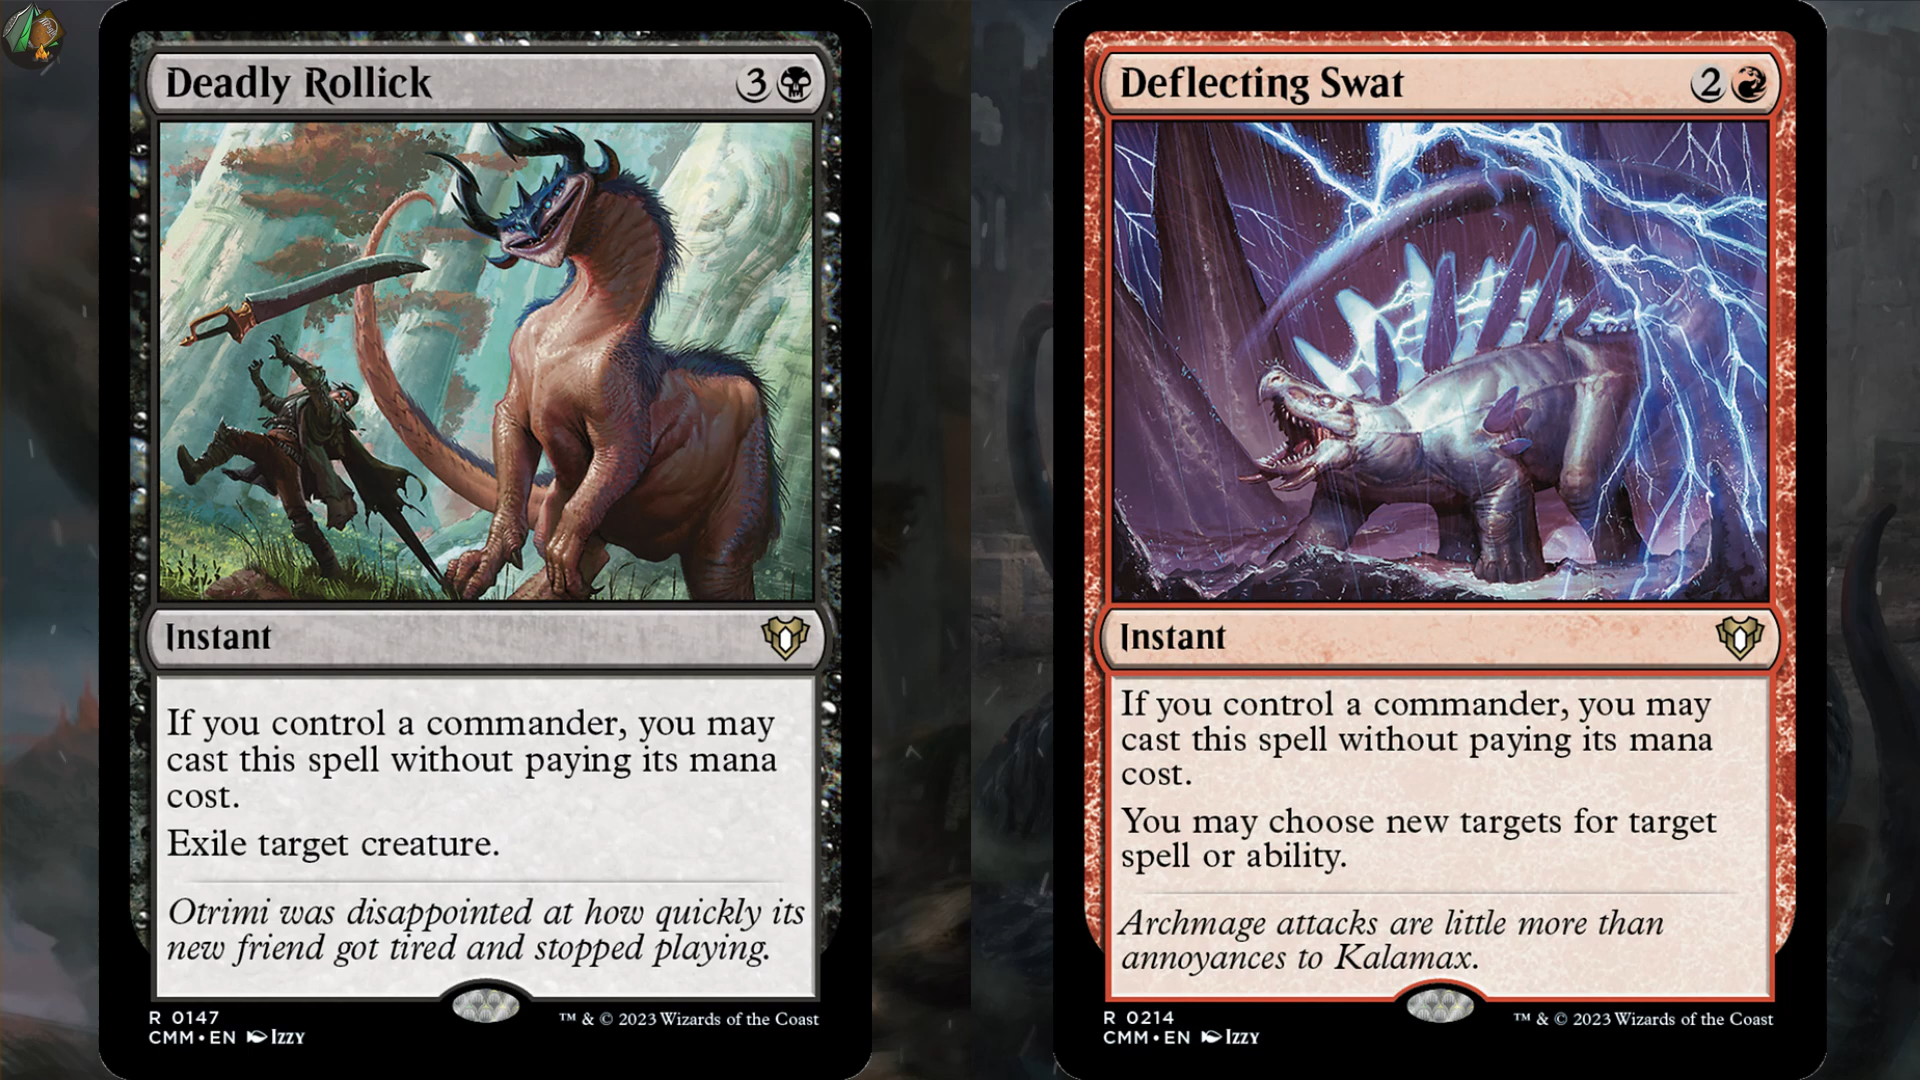 Deadly Rollick
3
Instant
If you control a commander, you may
cast this spell without paying its mana
cost.
Exile target creature.
Otrimi was disappointed at how quickly its
new friend got tired and stopped playing.
R 0147
CMM • EN Izzy
™ & © 2023 Wizards of the Coast
Deflecting Swat
2
Instant
If you control a commander, you may
cast this spell without paying its mana
cost.
You may choose new targets for target
spell or ability.
Archmage attacks are little more than
annoyances to Kalamax.
R 0214
CMM • EN Izzy
™ & © 2023 Wizards of the Coast